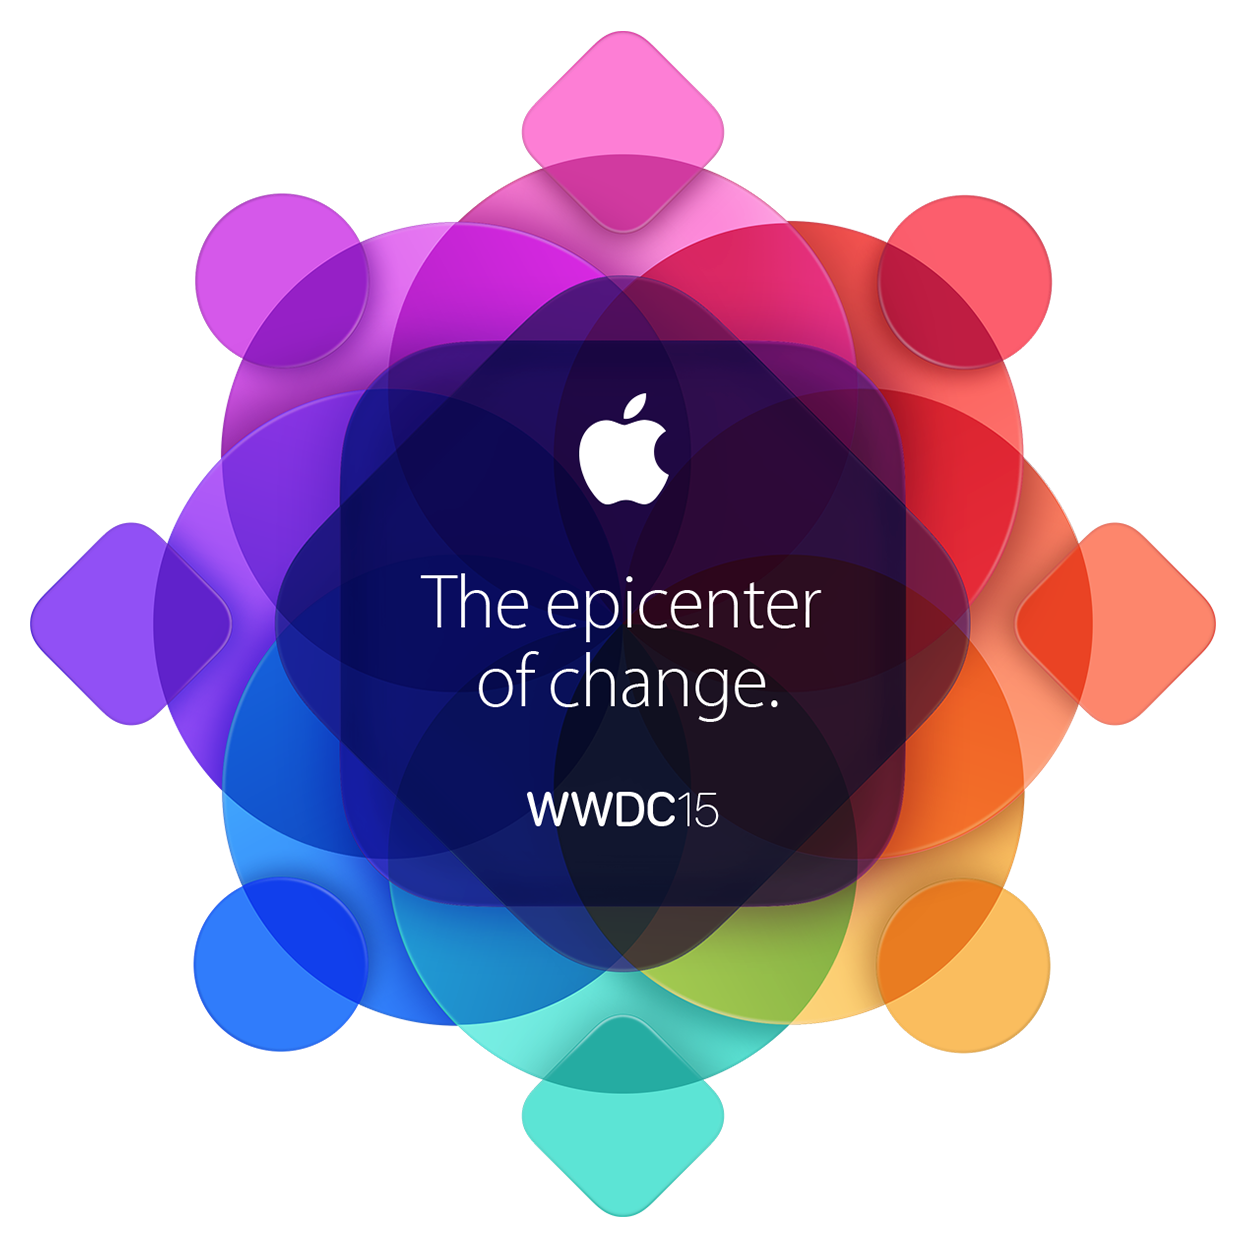 The epicenter
of change.
WWDC15